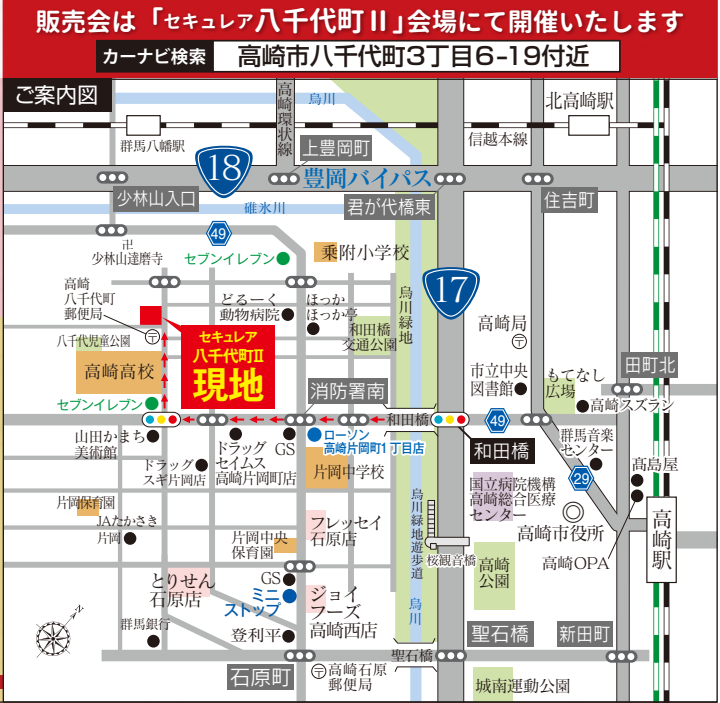 販売会は「セキュレア八千代町Ⅱ」会場にて開催いたします
カーナビ検索 高崎市八千代町3丁目6-19付近
ご案内図
高崎環状線
烏川
北高崎駅
群馬八幡駅
信越本線
上豊岡町
18
豊岡バイパス
少林山入口
碓氷川
君が代橋東
住吉町
49
卍
少林山達磨寺
セブンイレブン
乗附小学校
17
高崎
八千代町
郵便局
どるーく
動物病院
ほっか
ほっか亭
烏川緑地
高崎局
八千代児童公園
セキュレア
八千代町Ⅱ
現地
和田橋
交通公園
高崎高校
市立中央
図書館
もてなし
広場
田町北
高崎スズラン
セブンイレブン
消防署南
和田橋
49
山田かまち
美術館
ドラッグ
セイムス
高崎片岡町店
GS
ローソン
高崎片岡町1丁目店
和田橋
群馬音楽
センター
ドラッグ
スギ片岡店
片岡中学校
国立病院機構
高崎総合医療
センター
29
髙島屋
片岡保育園
JAたかさき
片岡
片岡中央
保育園
フレッセイ
石原店
烏川緑地遊歩道
桜観音橋
高崎市役所
高崎駅
高崎OPA
とりせん
石原店
GS
ミニ
ストップ
ジョイ
フーズ
高崎西店
高崎
公園
烏川
N
群馬銀行
登利平
聖石橋
聖石橋
新田町
石原町
高崎石原
郵便局
城南運動公園